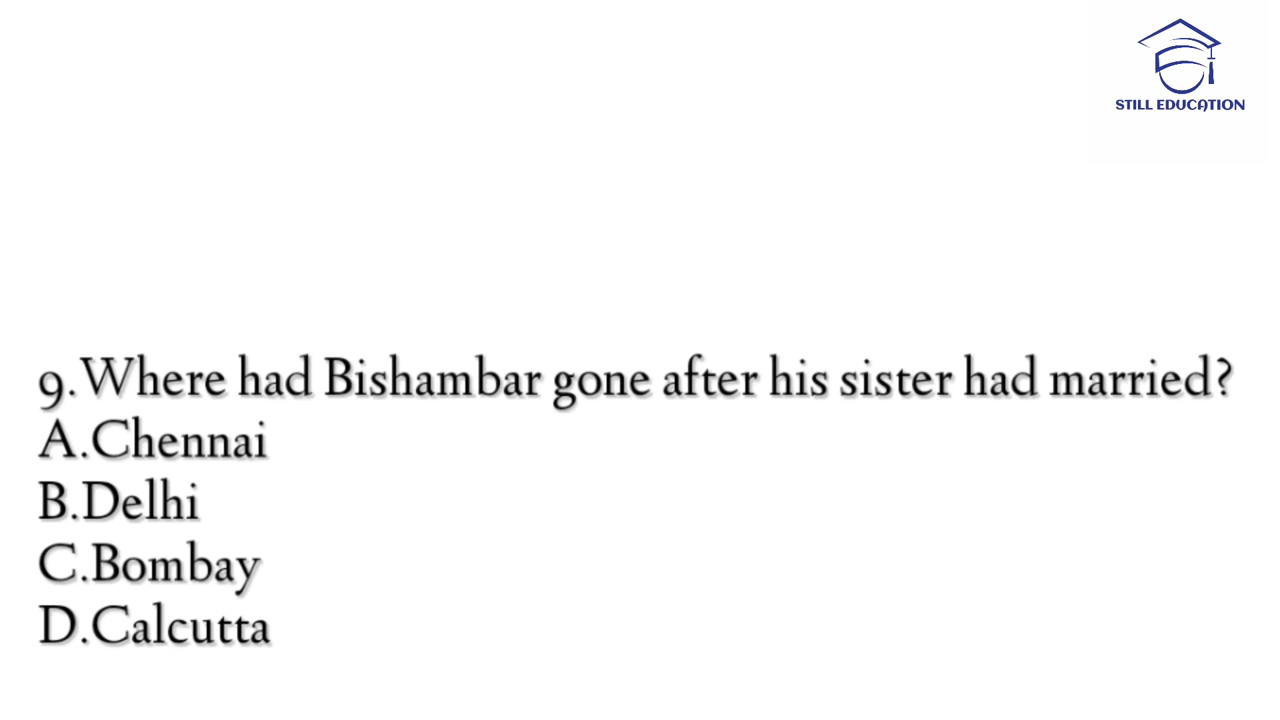 STILL EDUCATION
9.Where had Bishambar gone after his sister had married?
A.Chennai
B.Delhi
C.Bombay
D.Calcutta